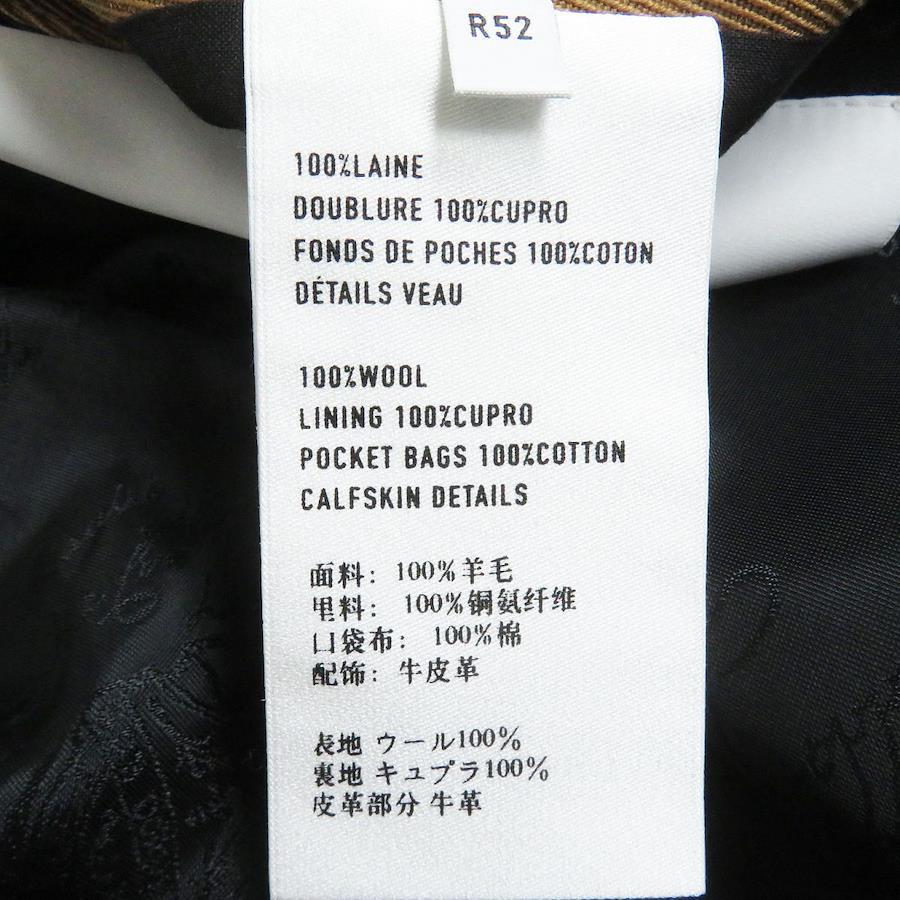 R52
100%LAINE
DOUBLURE 100%CUPRO
FONDS DE POCHES 100%COTON
DÉTAILS VEAU
100%WOOL
LINING 100%CUPRO
POCKET BAGS 100%COTTON
CALFSKIN DETAILS
面料: 100%羊毛
里料: 100%铜氨纤维
口袋布: 100%棉
配饰: 牛皮革
表地 ウール100%
裏地 キュプラ100%
皮革部分 牛革